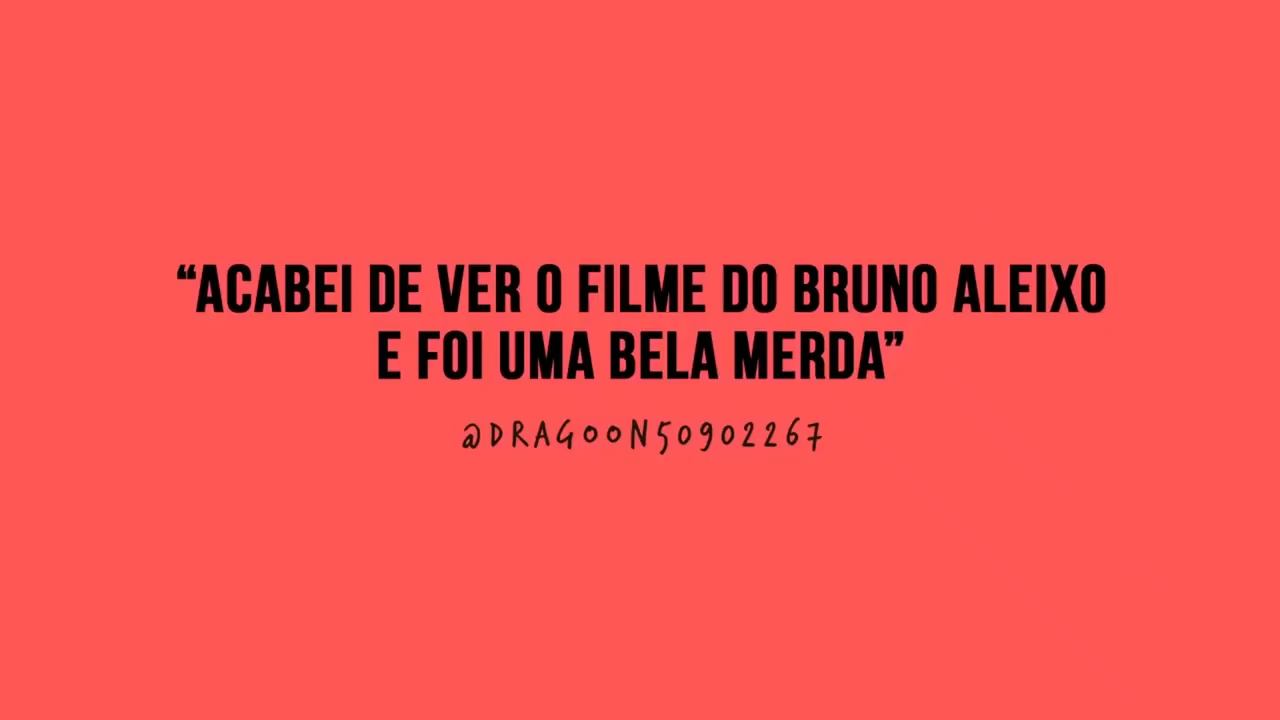 “ACABEI DE VER O FILME DO BRUNO ALEIXO
E FOI UMA BELA MERDA”
@DRAGOON50902267